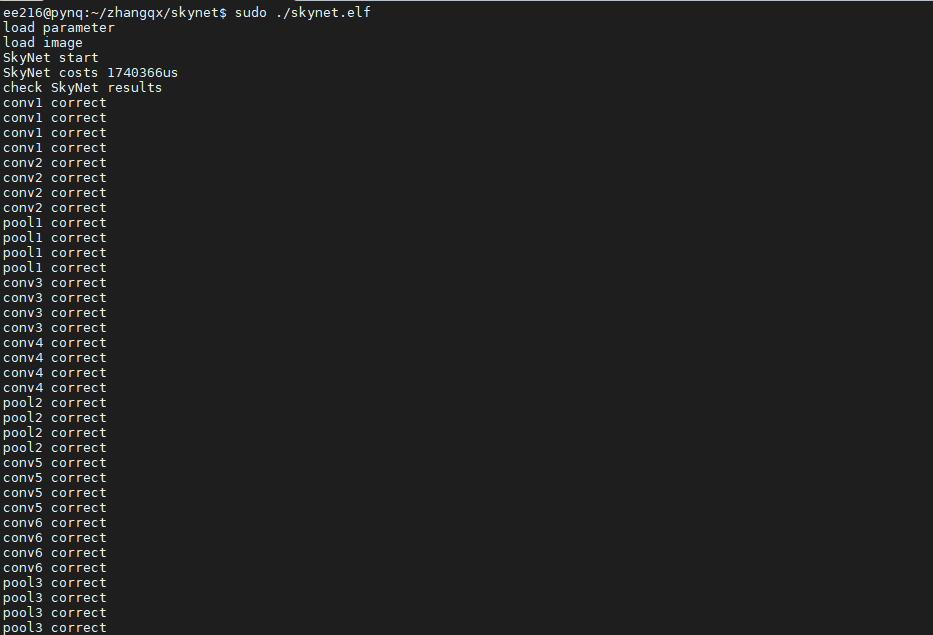 ee216@pynq:~/zhangqx/skynet$ sudo ./skynet.elf
load parameter
load image
SkyNet start
SkyNet costs 1740366us
check SkyNet results
conv1 correct
conv1 correct
conv1 correct
conv1 correct
conv2 correct
conv2 correct
conv2 correct
conv2 correct
pool1 correct
pool1 correct
pool1 correct
pool1 correct
conv3 correct
conv3 correct
conv3 correct
conv3 correct
conv4 correct
conv4 correct
conv4 correct
conv4 correct
pool2 correct
pool2 correct
pool2 correct
pool2 correct
conv5 correct
conv5 correct
conv5 correct
conv5 correct
conv6 correct
conv6 correct
conv6 correct
conv6 correct
pool3 correct
pool3 correct
pool3 correct
pool3 correct